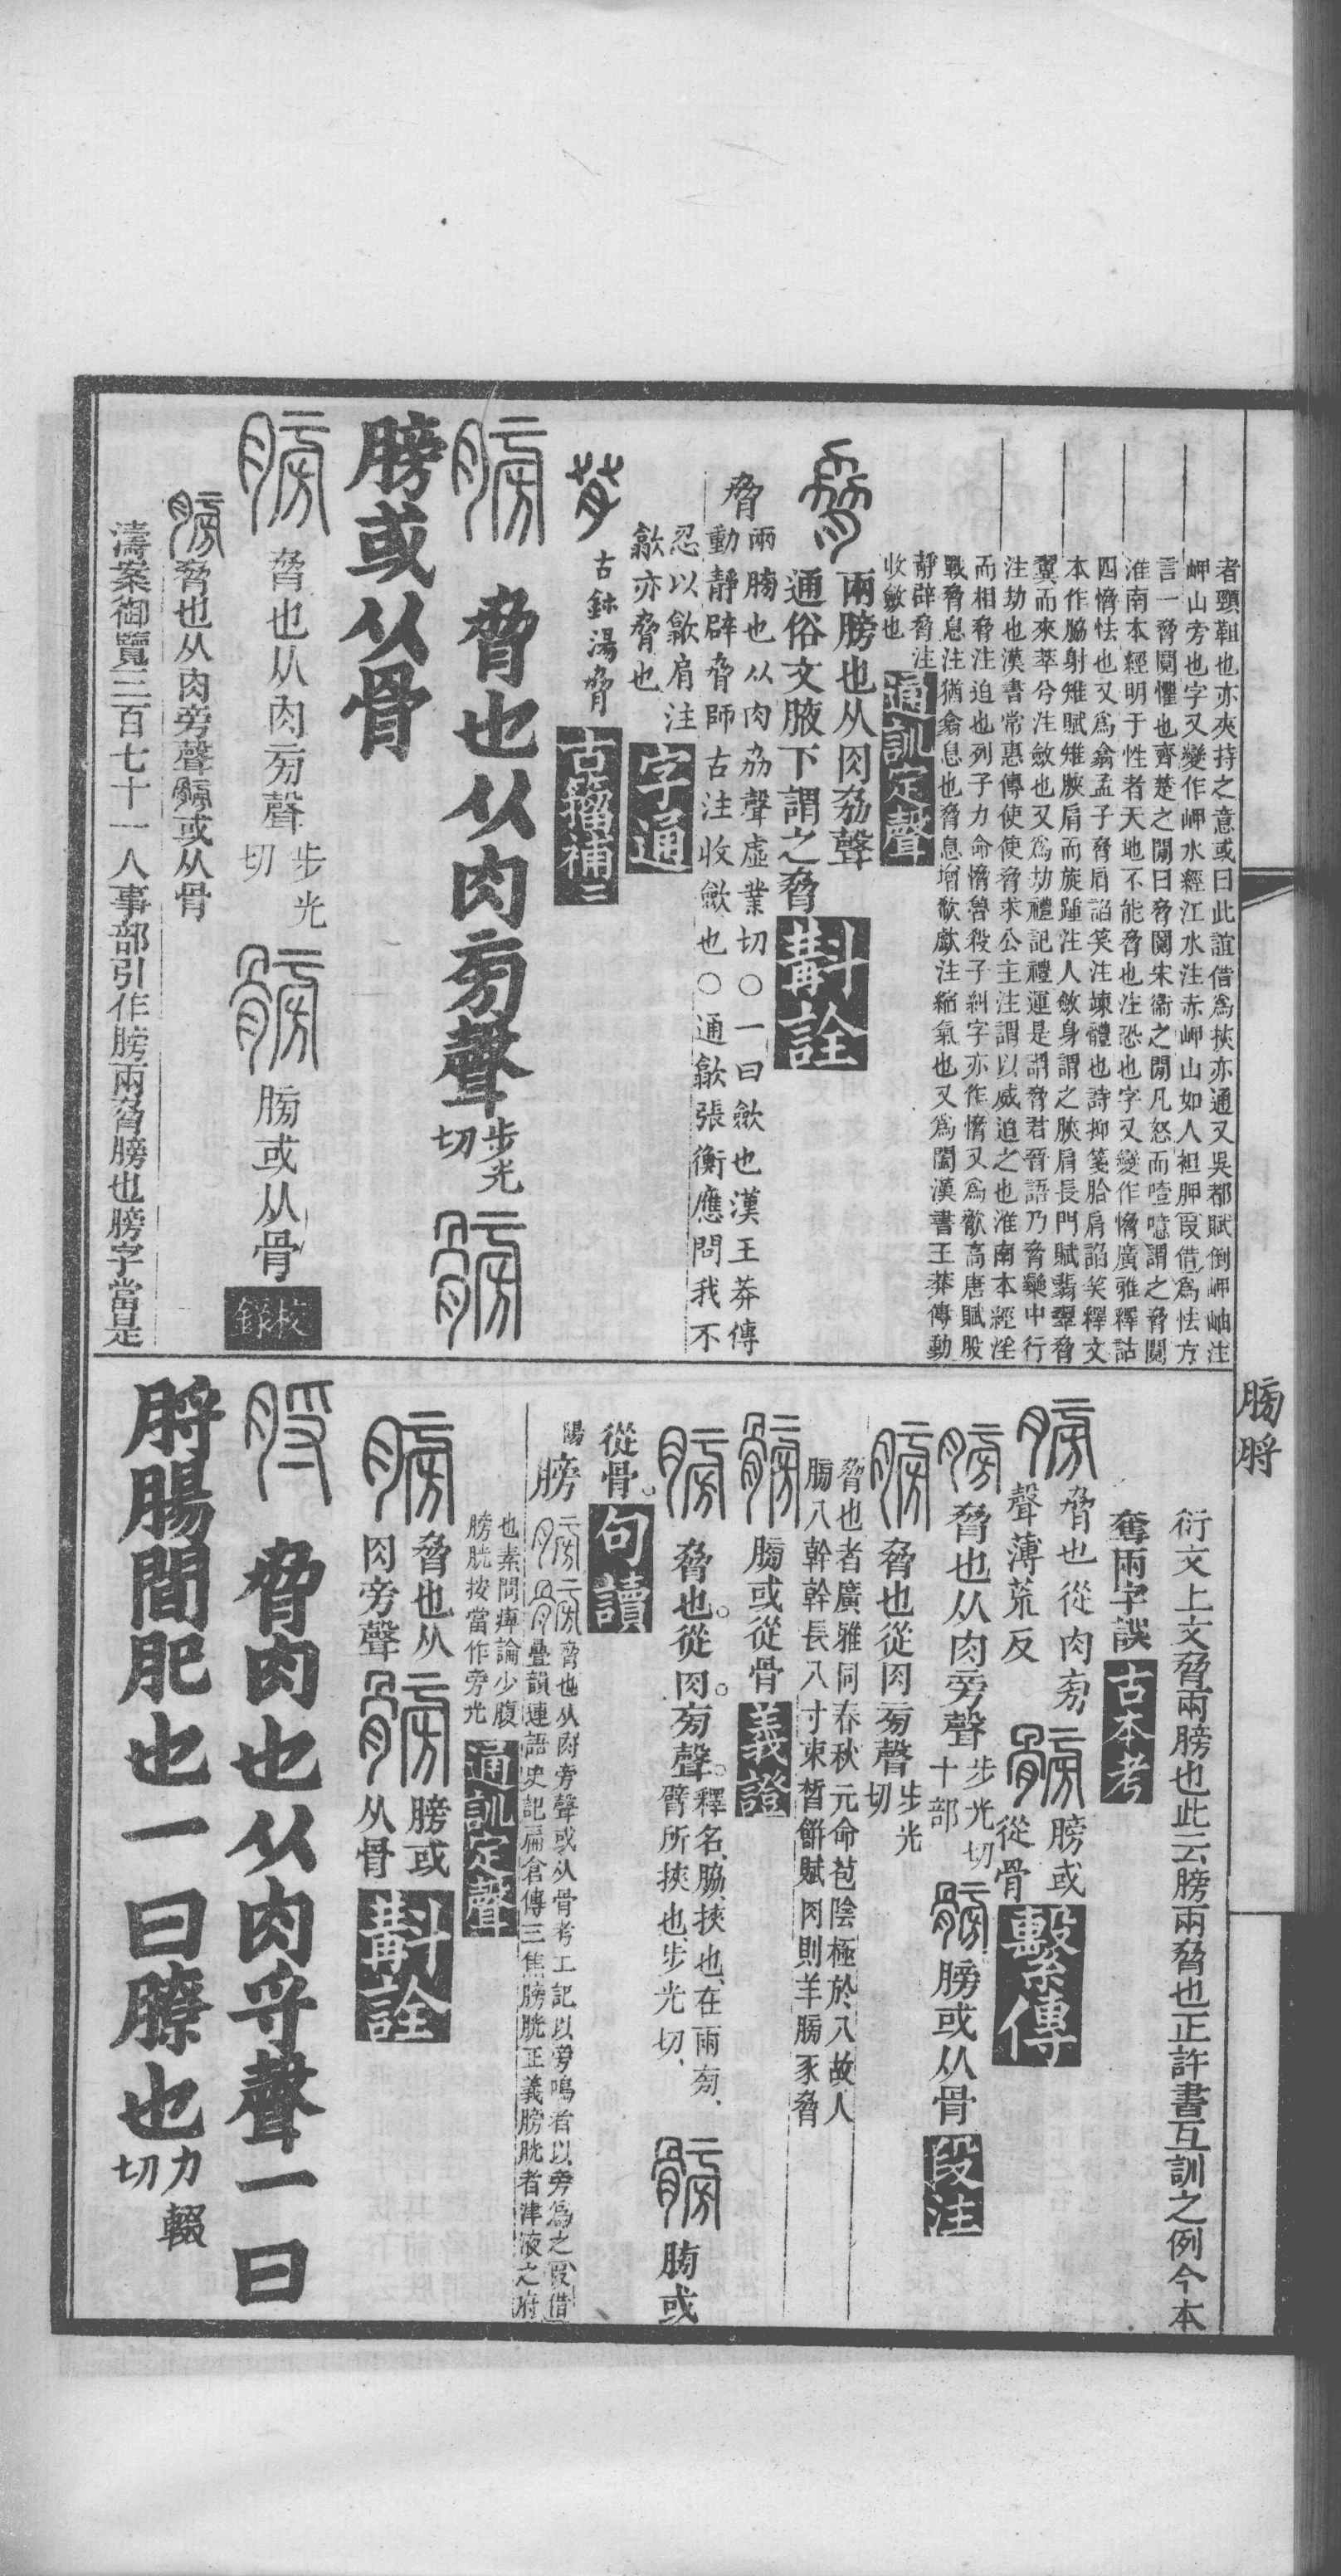 者頸靼也亦夾持之意或曰此誼借爲挾亦通又吳都賦倒岬岫注
岬山旁也字又變作岬水經江水注赤岬山如人袒胛叚借爲怯方
言一脅鬩懼也齊楚之閒曰脅鬩宋衞之閒凡怒而噎噫謂之脅鬩
淮南本經明于性者天地不能脅也注恐也字又變作愶廣雅釋詁
四愶怯也又爲翕孟子脅肩諂笑注竦體也詩抑箋脅肩諂笑釋文
本作脇射雉賦雉脥肩而旋踵注人斂身謂之脥肩長門賦翡翠脅
翼而來萃兮注斂也又爲劫禮記禮運是謂脅君晉語乃脅欒中行
注劫也漢書常惠傳使使脅求公主注謂以威迫之也淮南本經淫
而相脅注迫也列子力命愶魯殺子糾字亦作愶又爲歙高唐賦股
戰脅息注猶翕息也脅息增欷獻注縮氣也又爲闔漢書王莽傳動
靜辟脅注
收斂也
通訓定聲
兩膀也从肉劦聲
通俗文腋下謂之脅
斠詮
脅
兩膀也从肉劦聲虛業切○一曰歛也漢王莽傳
動靜辟脅師古注收斂也○通歙張衡應問我不
忍以歙肩注
歙亦脅也
字通
古鉢湯脅
古籀補二
脅也从肉㫄聲步光切
膀或从骨
脅也从肉㫄聲步光切
膀或从骨
校錄
脅也从肉旁聲髈或从骨
濤案御覽三百七十一人事部引作膀兩脅膀也膀字當是
膀脟
衍文上文脅兩膀也此云膀兩脅也正許書互訓之例今本
奪兩字誤
古本考
脅也從肉㫄
聲薄荒反
膀或
從骨
繫傳
脅也从肉旁聲步光切十部
膀或从骨
段注
脅也從肉㫄聲步光切
脅也者廣雅同春秋元命苞陰極於八故人
膀八幹幹長八寸束晳餠賦肉則羊膀豕脅
膀或從骨
義證
脅也。從肉。㫄聲。釋名、脇、挾也、在兩㫄、
臂所挾也、步光切、
膀或
從骨。
句讀
陽
膀
脅也从肉旁聲或从骨考工記以旁鳴者以旁爲之叚借
疊韻連語史記扁倉傳三焦膀胱正義膀胱者津液之府
也素問痺論少腹
膀胱按當作旁光
通訓定聲
脅也从
肉旁聲
膀或
从骨
斠詮
脅肉也从肉寽聲一曰
脟腸間肥也一曰膫也力輟切